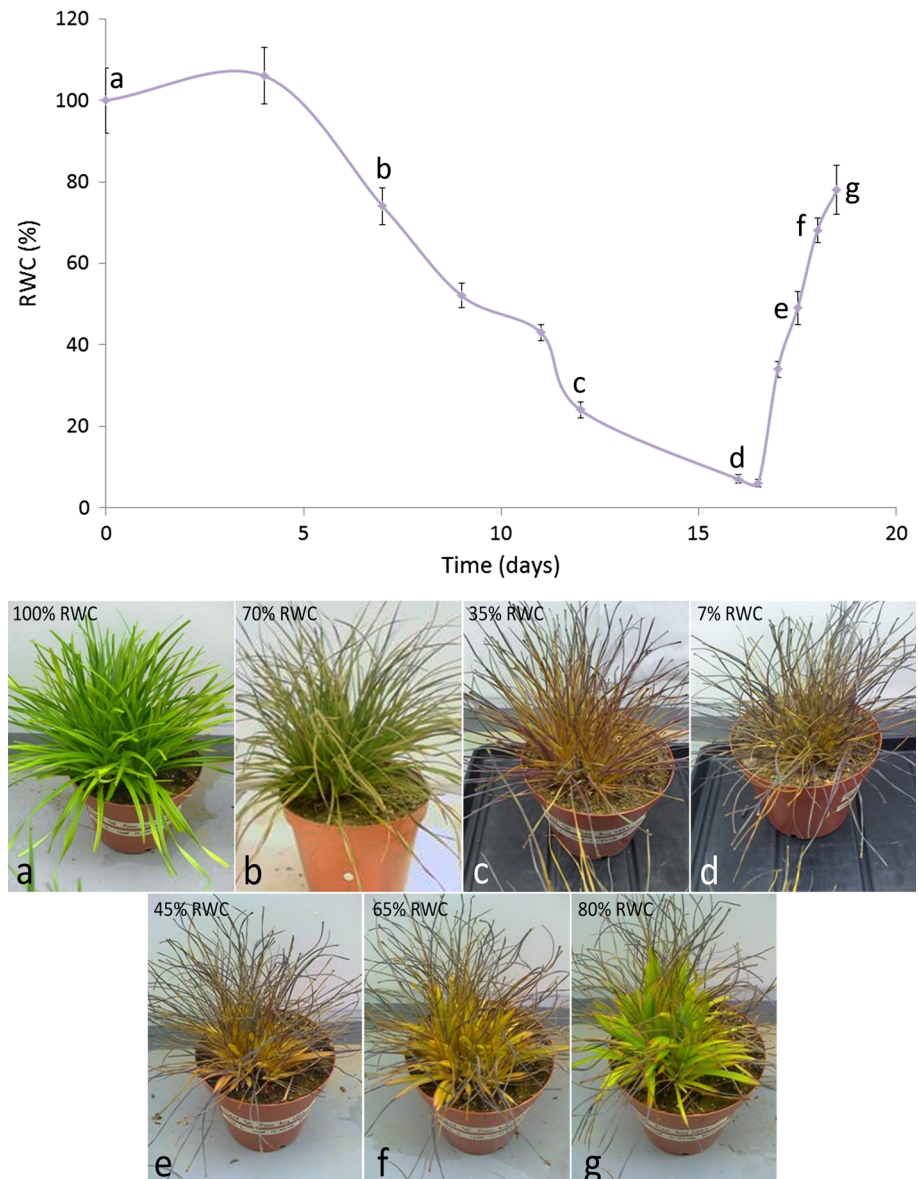 120
100
80
60
40
20
0
RWC (%)
0 5 10 15 20
Time (days)
a
b
c
d
e
f
g
100% RWC
70% RWC
35% RWC
7% RWC
a
b
c
d
45% RWC
65% RWC
80% RWC
e
f
g